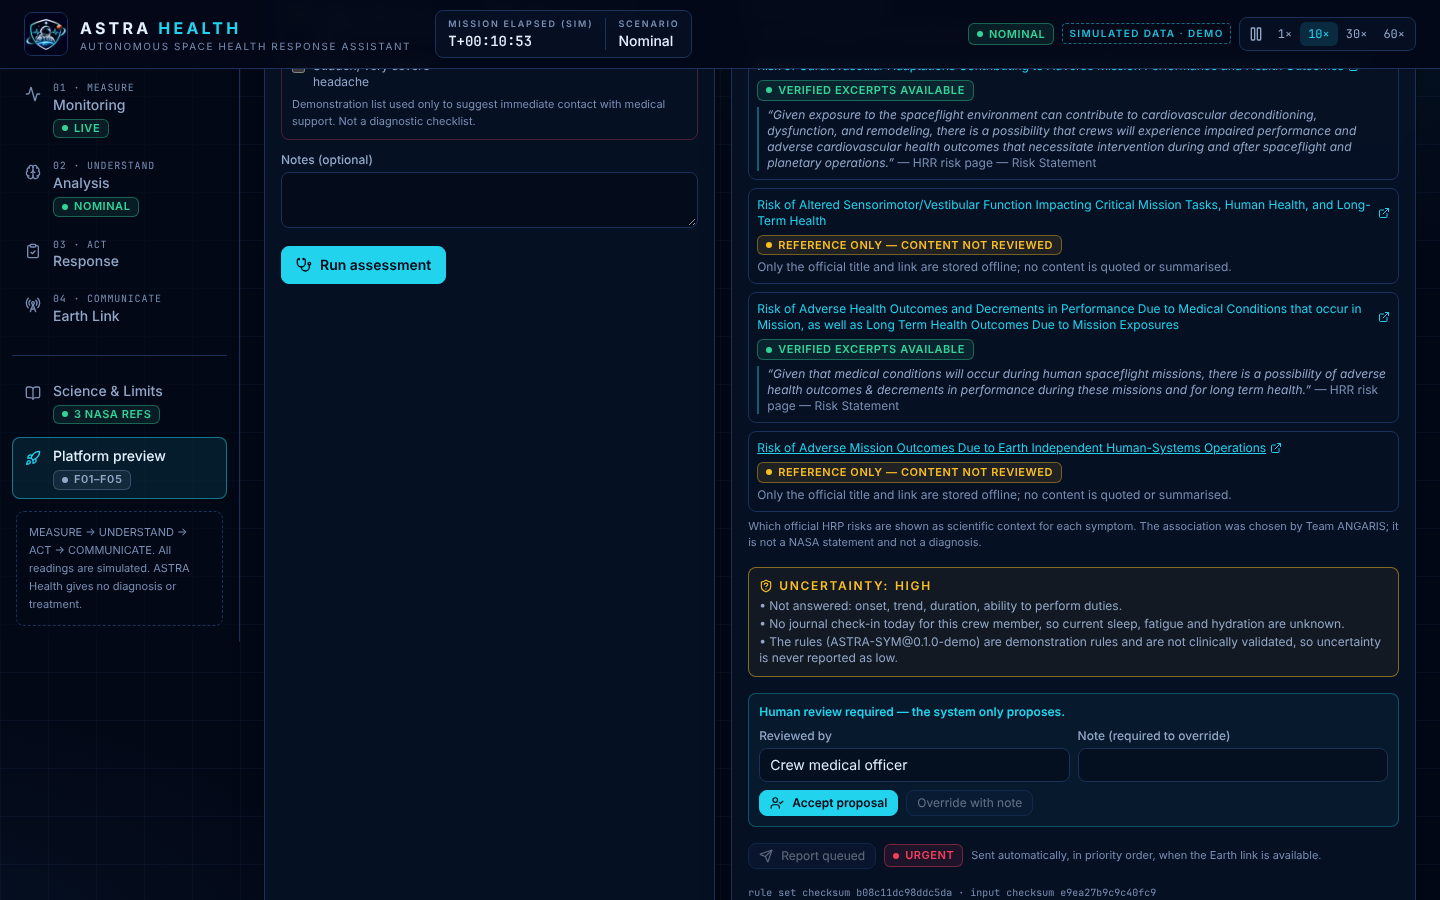 ASTRA HEALTH
AUTONOMOUS SPACE HEALTH RESPONSE ASSISTANT
MISSION ELAPSED (SIM)
T+00:10:53
SCENARIO
Nominal
NOMINAL
SIMULATED DATA · DEMO
1×
10×
30×
60×
01 · MEASURE
Monitoring
LIVE
02 · UNDERSTAND
Analysis
NOMINAL
03 · ACT
Response
04 · COMMUNICATE
Earth Link
Science & Limits
3 NASA REFS
Platform preview
F01–F05
MEASURE → UNDERSTAND →
ACT → COMMUNICATE. All
readings are simulated. ASTRA
Health gives no diagnosis or
treatment.
headache
Demonstration list used only to suggest immediate contact with medical
support. Not a diagnostic checklist.
Notes (optional)
Run assessment
VERIFIED EXCERPTS AVAILABLE
“Given exposure to the spaceflight environment can contribute to cardiovascular deconditioning,
dysfunction, and remodeling, there is a possibility that crews will experience impaired performance and
adverse cardiovascular health outcomes that necessitate intervention during and after spaceflight and
planetary operations.” — HRR risk page — Risk Statement
Risk of Altered Sensorimotor/Vestibular Function Impacting Critical Mission Tasks, Human Health, and Long-
Term Health
REFERENCE ONLY — CONTENT NOT REVIEWED
Only the official title and link are stored offline; no content is quoted or summarised.
Risk of Adverse Health Outcomes and Decrements in Performance Due to Medical Conditions that occur in
Mission, as well as Long Term Health Outcomes Due to Mission Exposures
VERIFIED EXCERPTS AVAILABLE
“Given that medical conditions will occur during human spaceflight missions, there is a possibility of adverse
health outcomes & decrements in performance during these missions and for long term health.” — HRR risk
page — Risk Statement
Risk of Adverse Mission Outcomes Due to Earth Independent Human-Systems Operations
REFERENCE ONLY — CONTENT NOT REVIEWED
Only the official title and link are stored offline; no content is quoted or summarised.
Which official HRP risks are shown as scientific context for each symptom. The association was chosen by Team ANGARIS; it
is not a NASA statement and not a diagnosis.
UNCERTAINTY: HIGH
• Not answered: onset, trend, duration, ability to perform duties.
• No journal check-in today for this crew member, so current sleep, fatigue and hydration are unknown.
• The rules (ASTRA-SYM@0.1.0-demo) are demonstration rules and are not clinically validated, so uncertainty
is never reported as low.
Human review required — the system only proposes.
Reviewed by
Note (required to override)
Crew medical officer
Accept proposal
Override with note
Report queued
URGENT
Sent automatically, in priority order, when the Earth link is available.
rule set checksum b08c11dc98ddc5da · input checksum e9ea27b9c9c40fc9